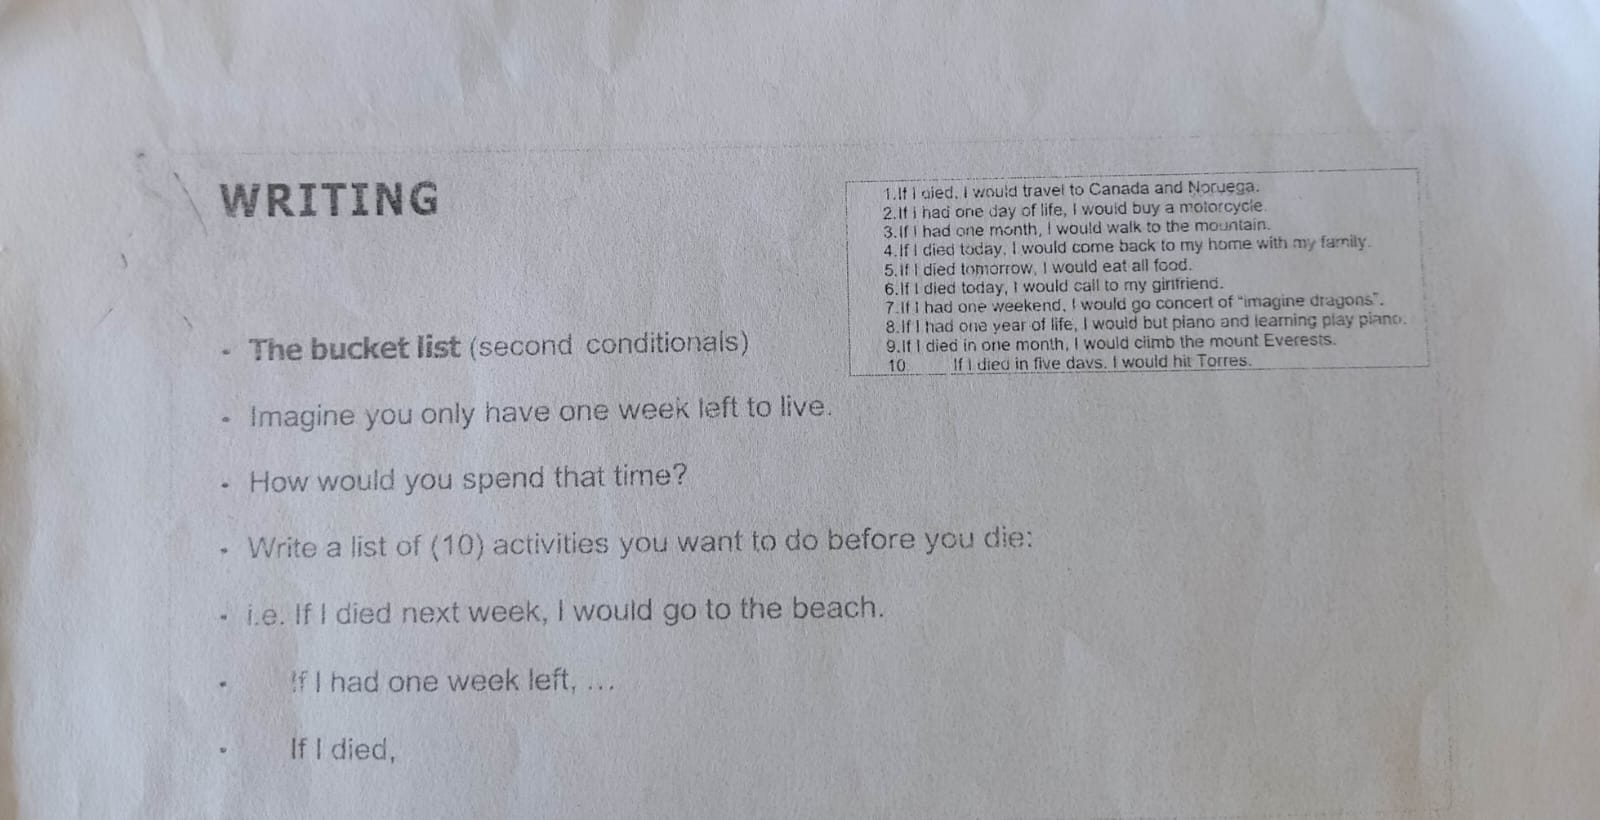 WRITING
1.If I died, I would travel to Canada and Noruega.
2.If I had one day of life, I would buy a motorcycle.
3.If I had one month, I would walk to the mountain.
4.If I died today, I would come back to my home with my family.
5.If I died tomorrow, I would eat all food.
6.If I died today, I would call to my girlfriend.
7.If I had one weekend, I would go concert of “imagine dragons”.
8.If I had one year of life, I would but piano and learning play piano.
9.If I died in one month, I would climb the mount Everests.
10. If I died in five days, I would hit Torres.
• The bucket list (second conditionals)
• Imagine you only have one week left to live.
• How would you spend that time?
• Write a list of (10) activities you want to do before you die:
• i.e. If I died next week, I would go to the beach.
• If I had one week left, ...
• If I died,